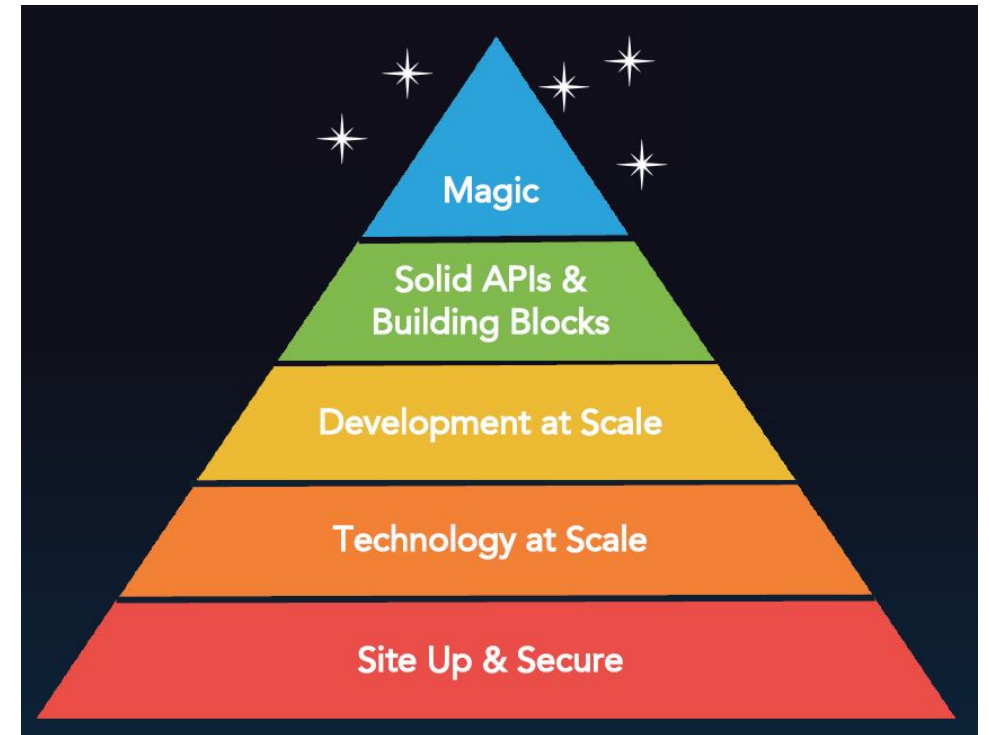 Magic
Solid APIs &
Building Blocks
Development at Scale
Technology at Scale
Site Up & Secure